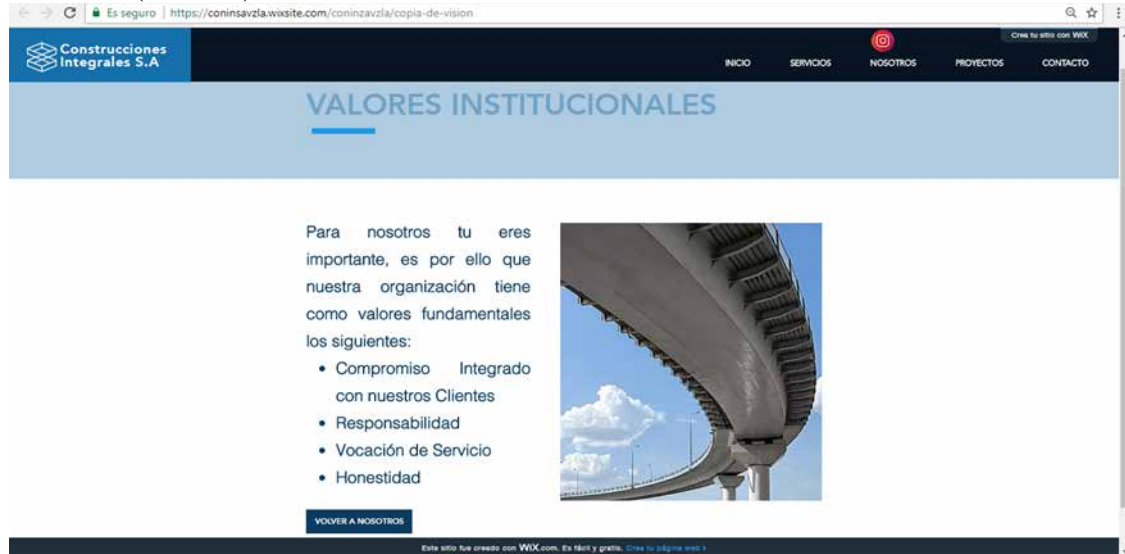 Es seguro | https://coninsavzla.wixsite.com/coninzavzla/copia-de-vision
Construcciones
Integrales S.A
Crea tu sitio con WiX
INICIO SERVICIOS NOSOTROS PROYECTOS CONTACTO
VALORES INSTITUCIONALES
Para nosotros tu eres
importante, es por ello que
nuestra organización tiene
como valores fundamentales
los siguientes:
• Compromiso Integrado
con nuestros Clientes
• Responsabilidad
• Vocación de Servicio
• Honestidad
VOLVER A NOSOTROS
Este sitio fue creado con WiX.com. Es fácil y gratis. Crea tu página web >